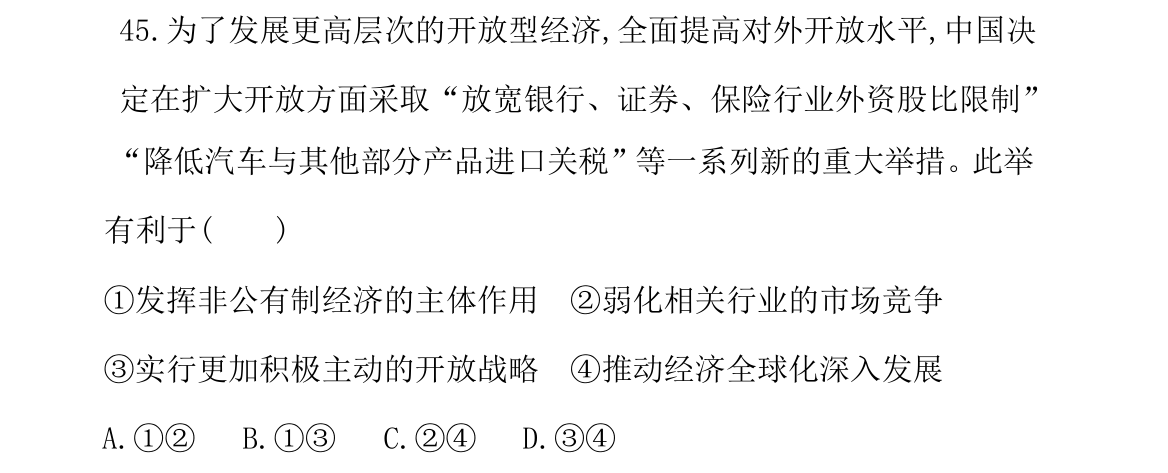 45.为了发展更高层次的开放型经济,全面提高对外开放水平,中国决
定在扩大开放方面采取“放宽银行、证券、保险行业外资股比限制”
“降低汽车与其他部分产品进口关税”等一系列新的重大举措。此举
有利于(　　)
①发挥非公有制经济的主体作用　②弱化相关行业的市场竞争
③实行更加积极主动的开放战略　④推动经济全球化深入发展
A.①②　B.①③　C.②④　D.③④